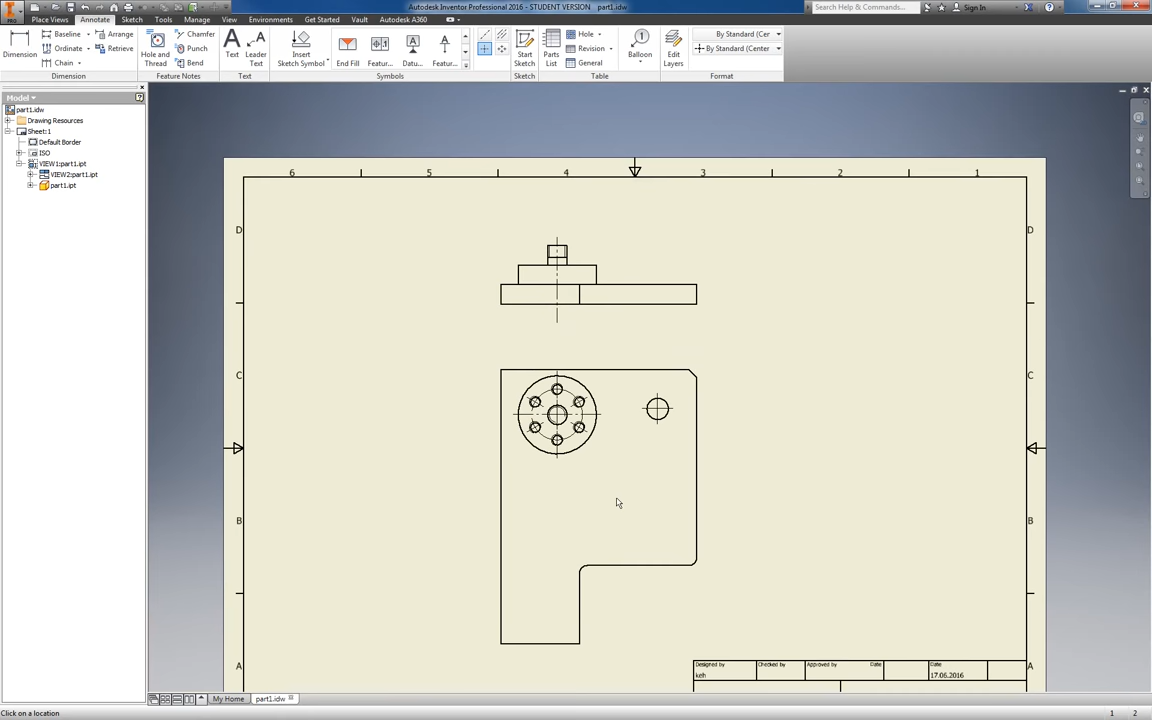 Autodesk Inventor Professional 2016 - STUDENT VERSION part1.idw
Search Help & Commands...
Sign In
PRO
Place Views Annotate Sketch Tools Manage View Environments Get Started Vault Autodesk A360
Dimension
Baseline
Ordinate
Chain
Arrange
Retrieve
Dimension
Hole and Thread
Chamfer
Punch
Bend
Feature Notes
Text
Leader Text
Text
Insert Sketch Symbol
End Fill
Featur...
Datu...
Featur...
Symbols
Start Sketch
Sketch
Parts List
Hole
Revision
General
Table
Balloon
Edit Layers
By Standard (Cer
By Standard (Center
Format
Model
part1.idw
Drawing Resources
Sheet:1
Default Border
ISO
VIEW1:part1.ipt
VIEW2:part1.ipt
part1.ipt
6 5 4 3 2 1
D D
C C
B B
A A
Designed by
keh
Checked by
Approved by
Date
Date
17.06.2016
My Home
part1.idw
Click on a location
1 2